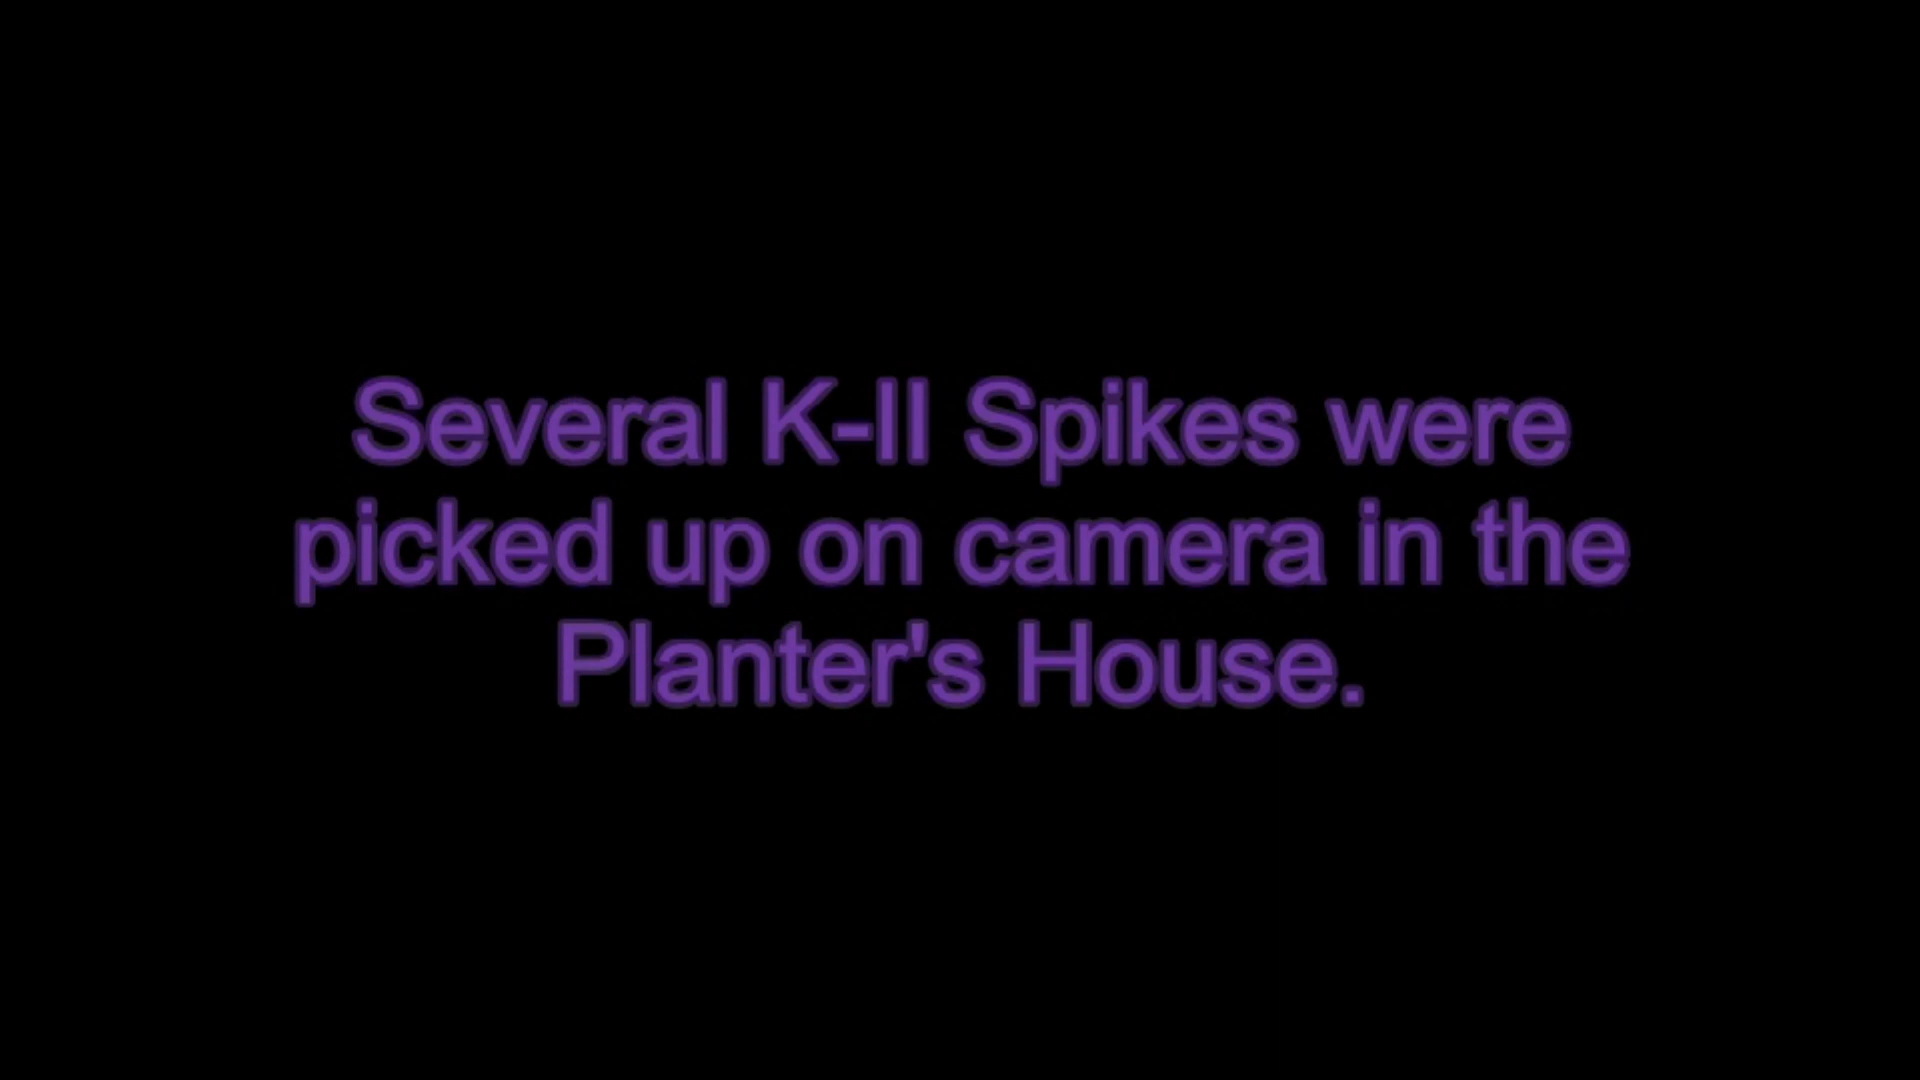 Several K-II Spikes were
picked up on camera in the
Planter's House.